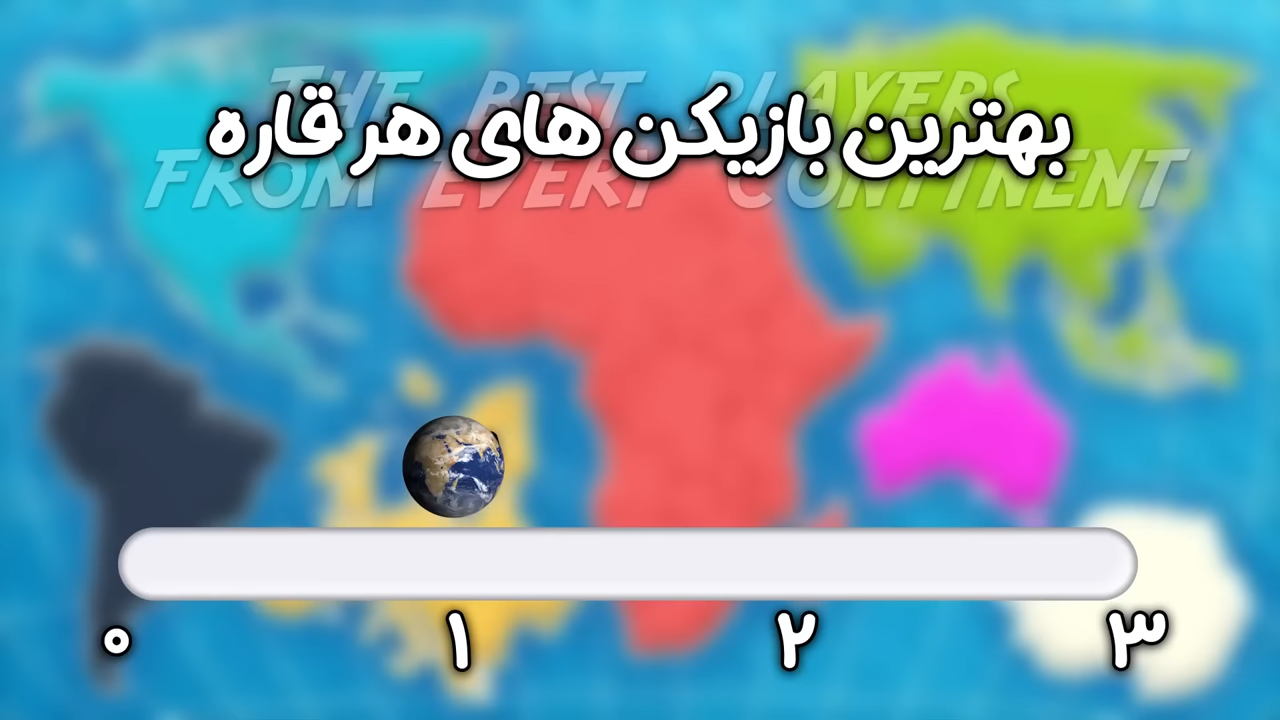 THE BEST PLAYERS
FROM EVERY CONTINENT
بهترین بازیکن های هر قاره
۰ ۱ ۲ ۳